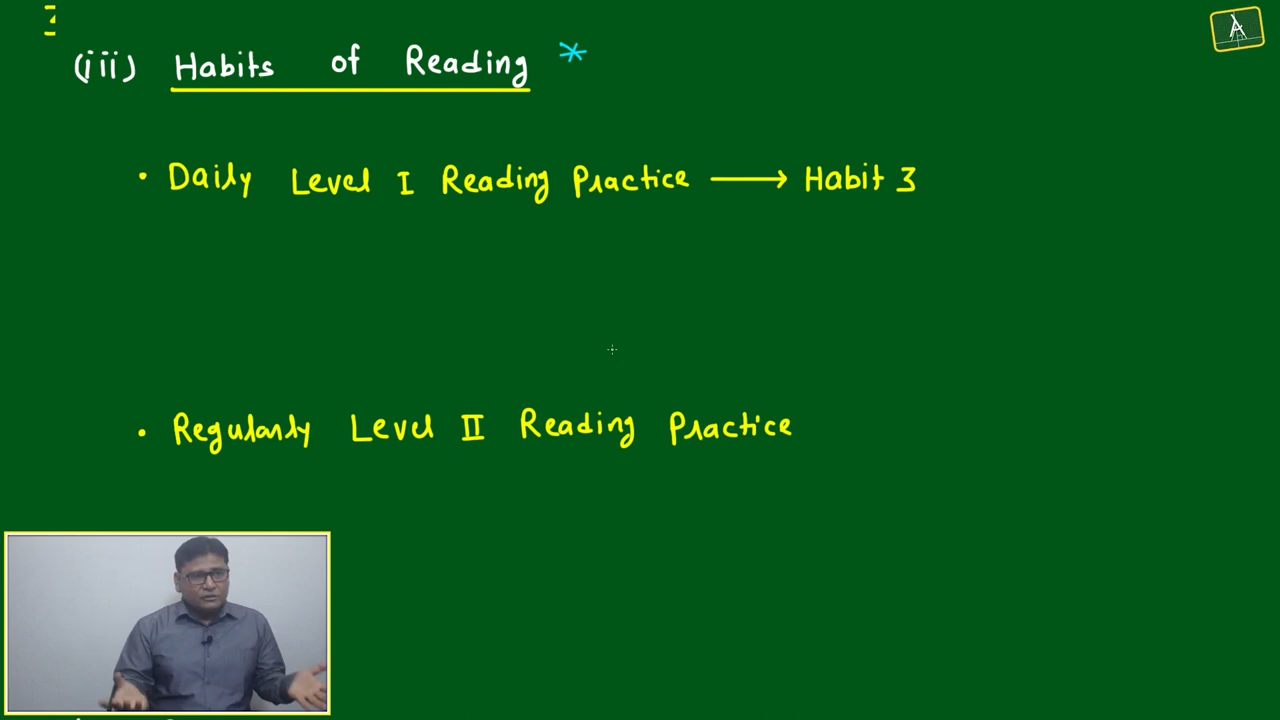 (iii) Habits of Reading *
• Daily Level I Reading Practice ⟶ Habit 3
• Regularly Level II Reading Practice